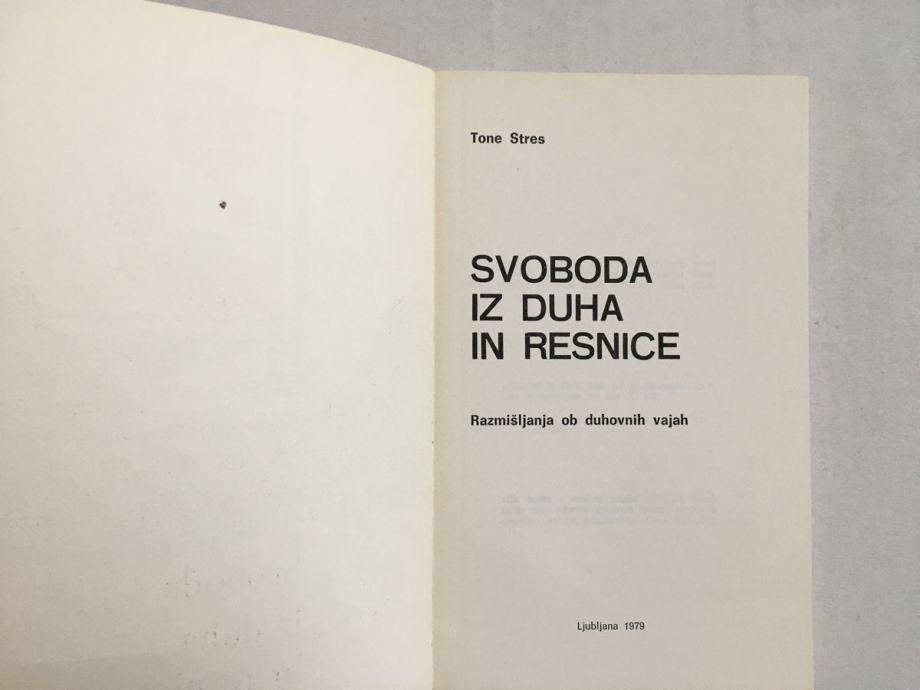 Tone Stres
SVOBODA
IZ DUHA
IN RESNICE
Razmišljanja ob duhovnih vajah
Ljubljana 1979